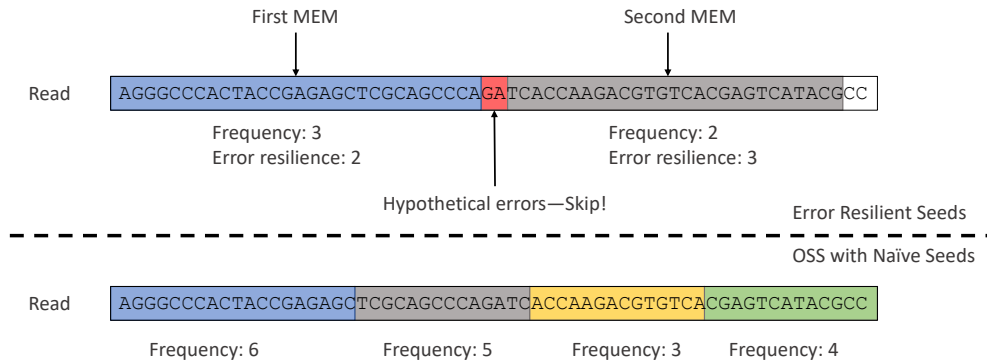 First MEM
Second MEM
Read
AGGGCCCACTACCGAGAGCTCGCAGCCCAGATCACCAAGACGTGTCACGAGTCATACGCC
Frequency: 3
Error resilience: 2
Frequency: 2
Error resilience: 3
Hypothetical errors—Skip!
Error Resilient Seeds
OSS with Naïve Seeds
Read
AGGGCCCACTACCGAGAGCTCGCAGCCCAGATCACCAAGACGTGTCACGAGTCATACGCC
Frequency: 6
Frequency: 5
Frequency: 3
Frequency: 4